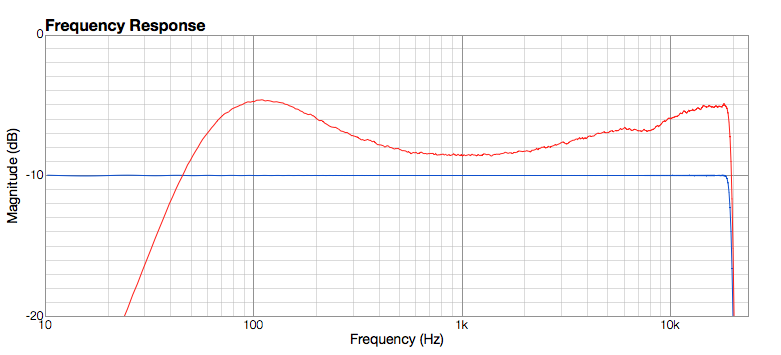 Frequency Response
0
Magnitude (dB)
-10
-20
10
100
1k
10k
Frequency (Hz)